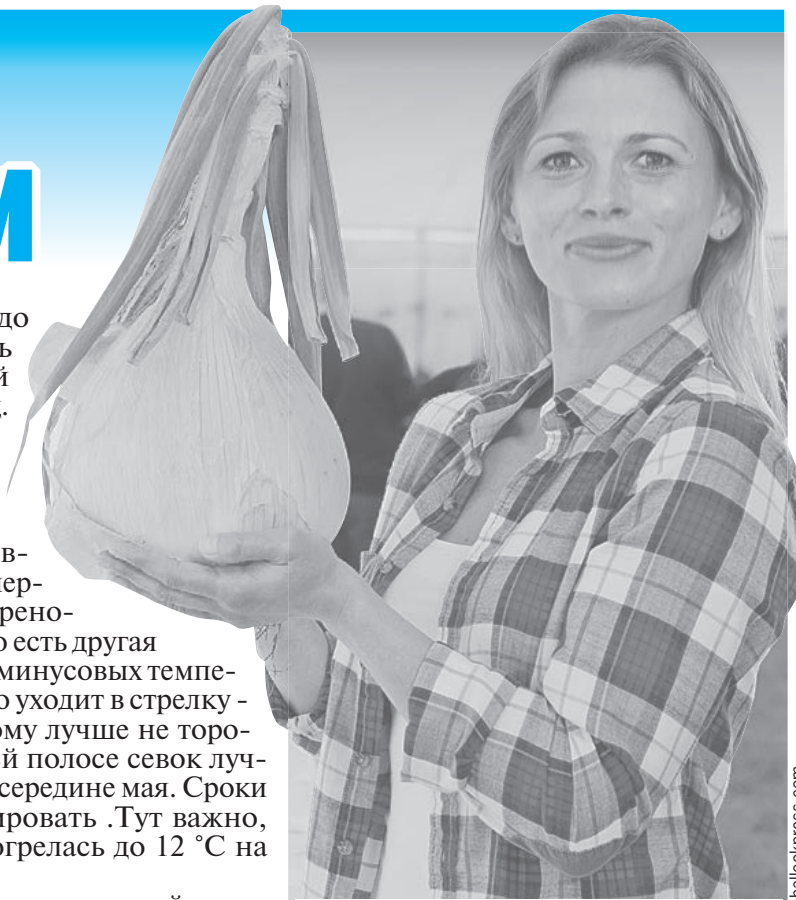 М
до
ь
й
.
в-
пер-
рено-
о есть другая
минусовых темпе-
о уходит в стрелку -
ому лучше не торо-
й полосе севок луч-
середине мая. Сроки
ировать .Тут важно,
огрелась до 12 °С на